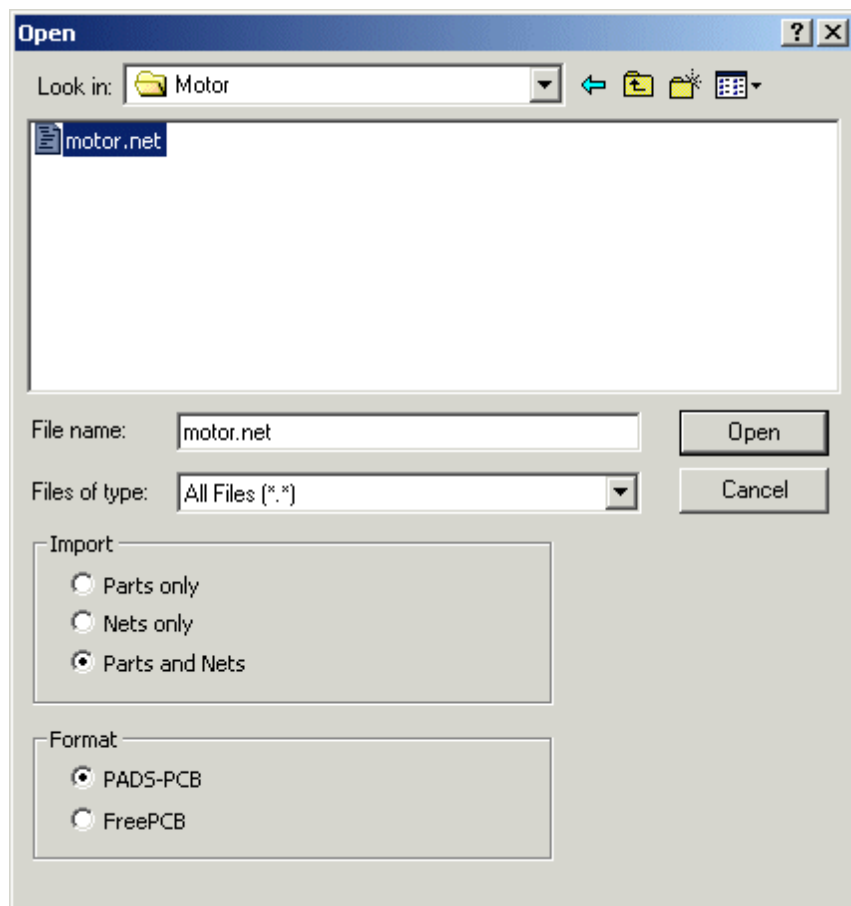 Open
Look in: Motor
motor.net
File name: motor.net Open
Files of type: All Files (*.*) Cancel
Import
Parts only
Nets only
Parts and Nets
Format
PADS-PCB
FreePCB